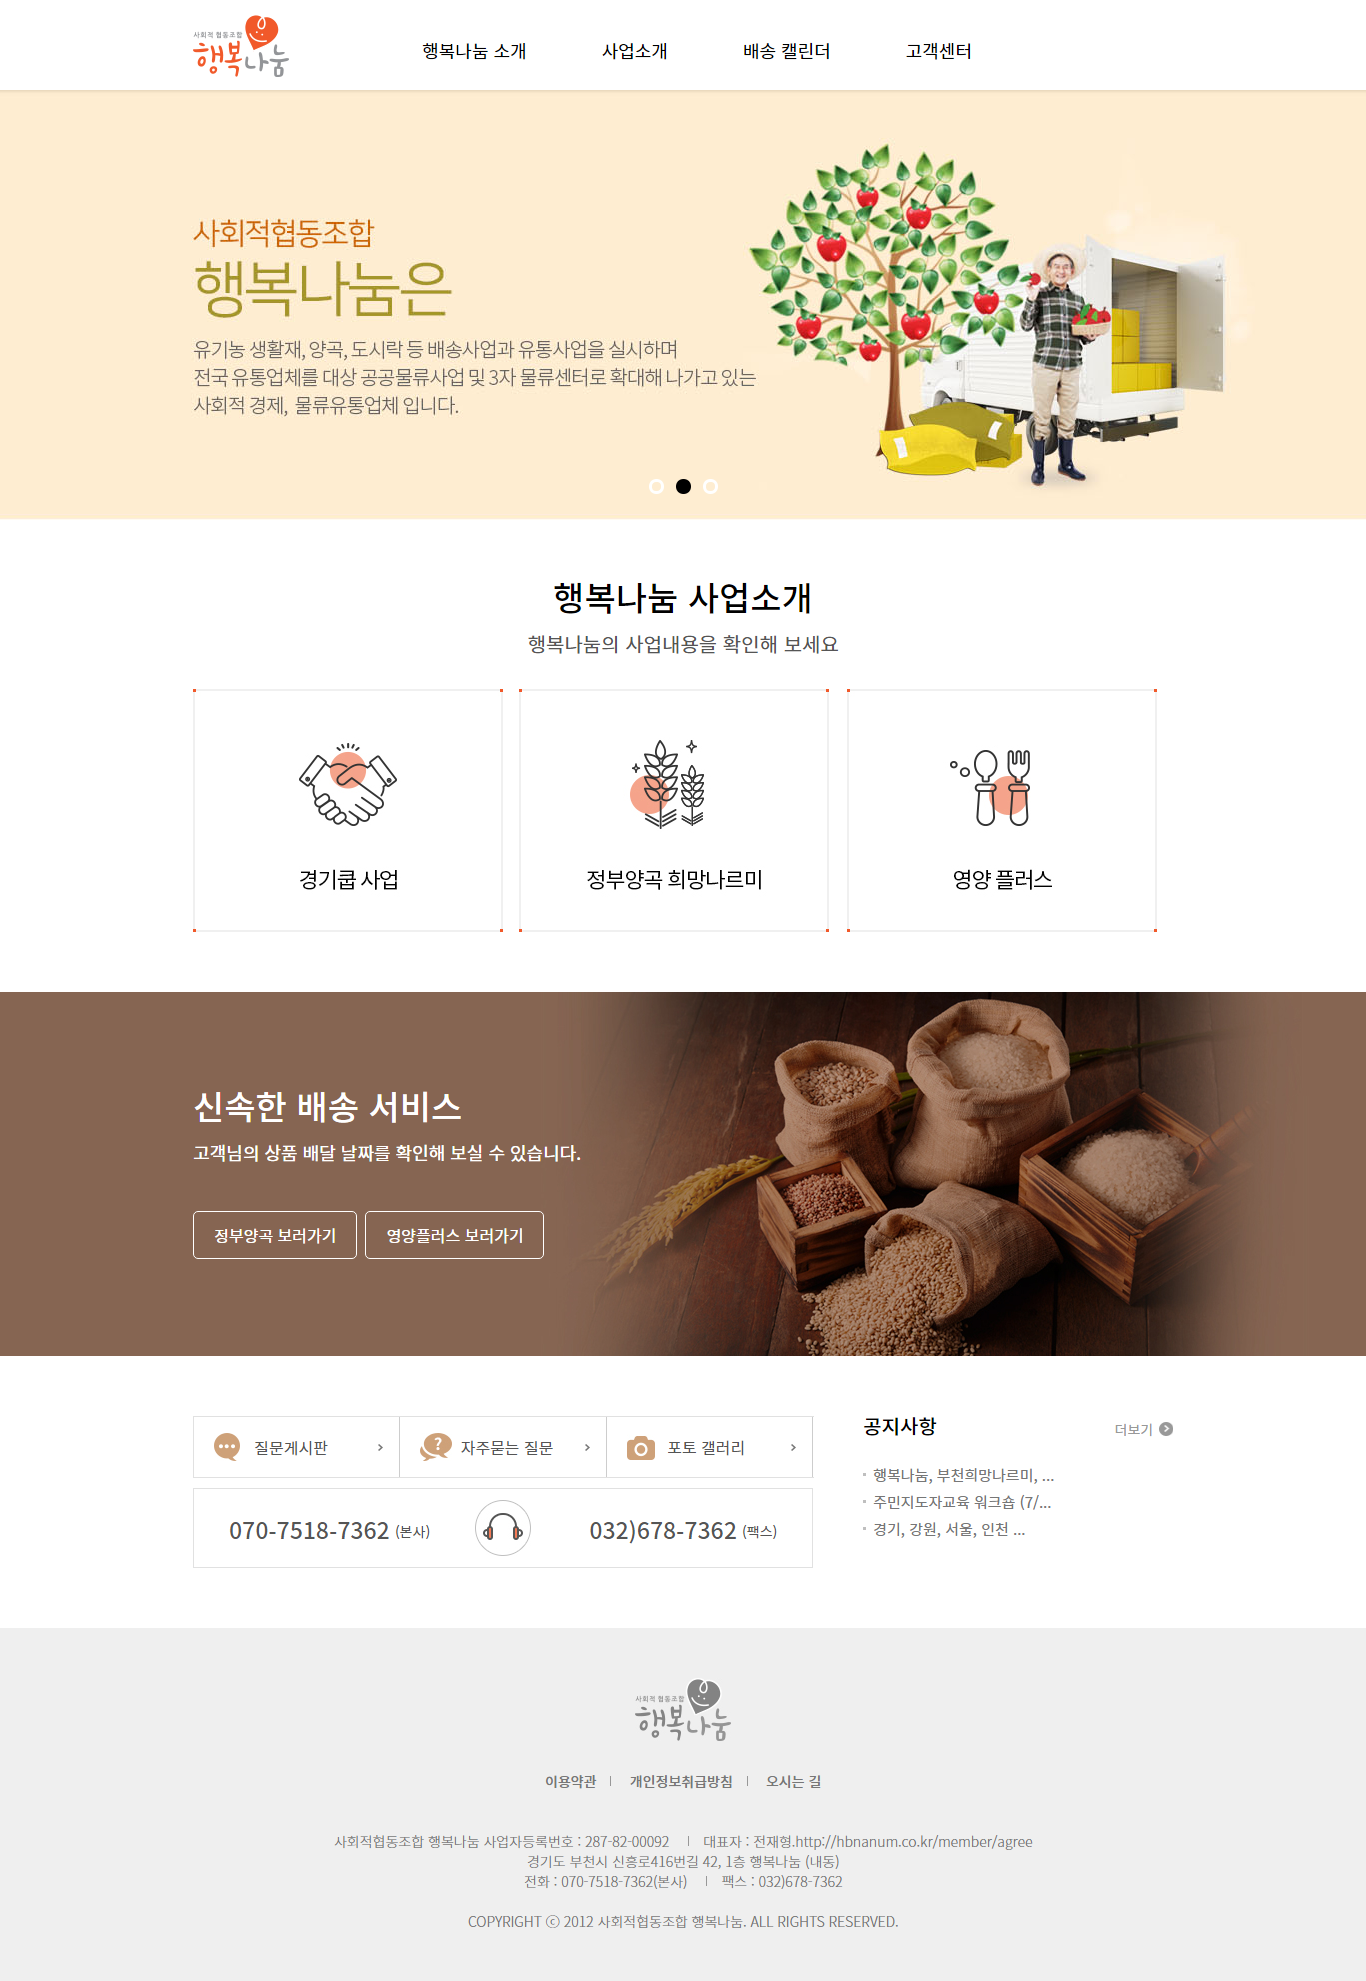 사회적 협동조합
행복나눔
행복나눔 소개
사업소개
배송 캘린더
고객센터
사회적협동조합
행복나눔은
유기농 생활재, 양곡, 도시락 등 배송사업과 유통사업을 실시하며
전국 유통업체를 대상 공공물류사업 및 3자 물류센터로 확대해 나가고 있는
사회적 경제, 물류유통업체 입니다.
행복나눔 사업소개
행복나눔의 사업내용을 확인해 보세요
경기쿱 사업
정부양곡 희망나르미
영양 플러스
신속한 배송 서비스
고객님의 상품 배달 날짜를 확인해 보실 수 있습니다.
정부양곡 보러가기
영양플러스 보러가기
질문게시판
자주묻는 질문
포토 갤러리
070-7518-7362 (본사)
032)678-7362 (팩스)
공지사항
더보기
행복나눔, 부천희망나르미, ...
주민지도자교육 워크숍 (7/...
경기, 강원, 서울, 인천 ...
사회적 협동조합
행복나눔
이용약관 | 개인정보취급방침 | 오시는 길
사회적협동조합 행복나눔 사업자등록번호 : 287-82-00092 | 대표자 : 전재형.http://hbnanum.co.kr/member/agree
경기도 부천시 신흥로416번길 42, 1층 행복나눔 (내동)
전화 : 070-7518-7362(본사) | 팩스 : 032)678-7362
COPYRIGHT ⓒ 2012 사회적협동조합 행복나눔. ALL RIGHTS RESERVED.